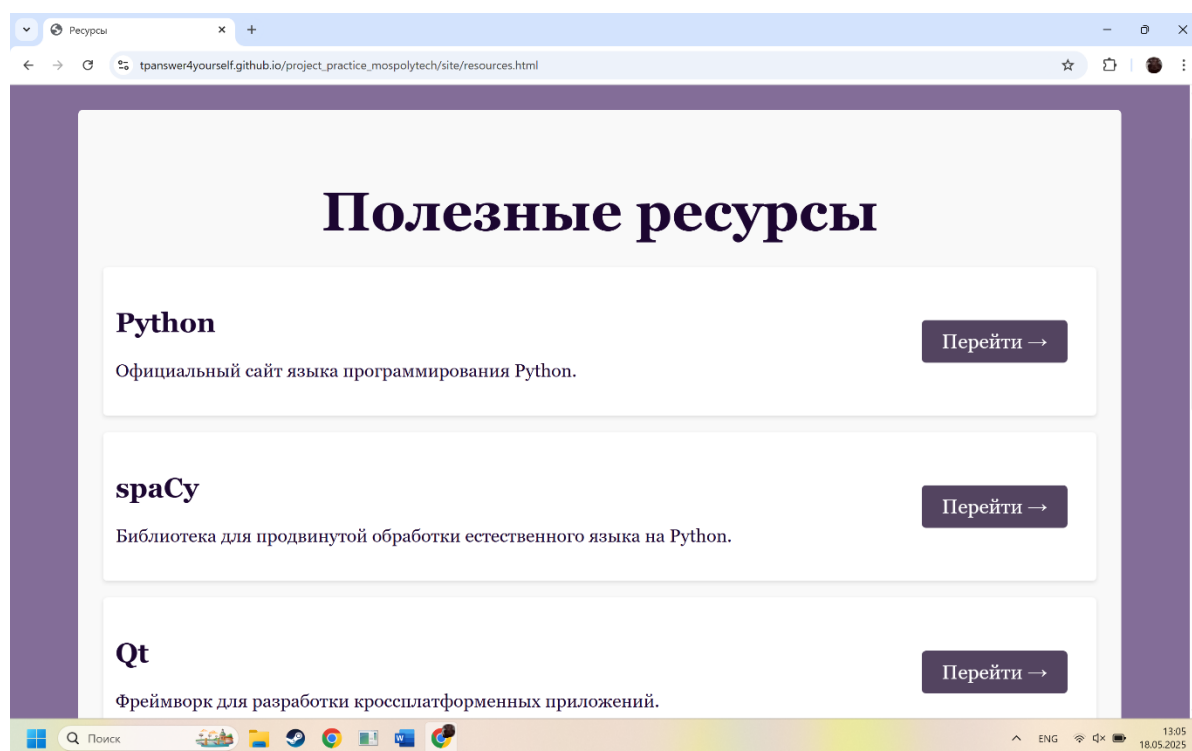 Ресурсы
tpanswer4yourself.github.io/project_practice_mospolytech/site/resources.html
Полезные ресурсы
Python
Перейти →
Официальный сайт языка программирования Python.
spaCy
Перейти →
Библиотека для продвинутой обработки естественного языка на Python.
Qt
Перейти →
Фреймворк для разработки кроссплатформенных приложений.
Поиск
ENG
13:05
18.05.2025